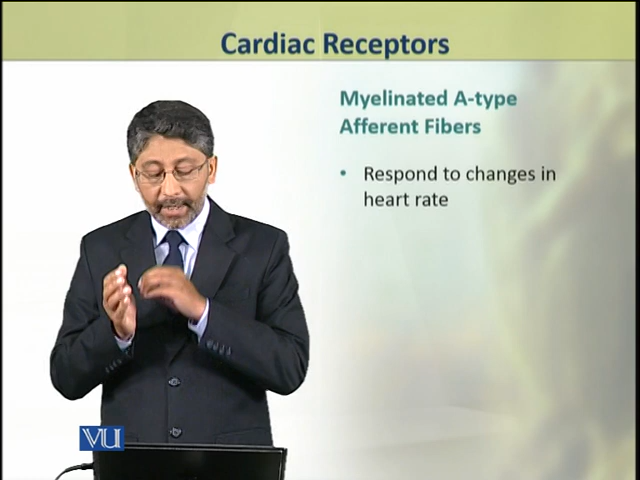 Cardiac Receptors
Myelinated A-type
Afferent Fibers
• Respond to changes in
heart rate
VU